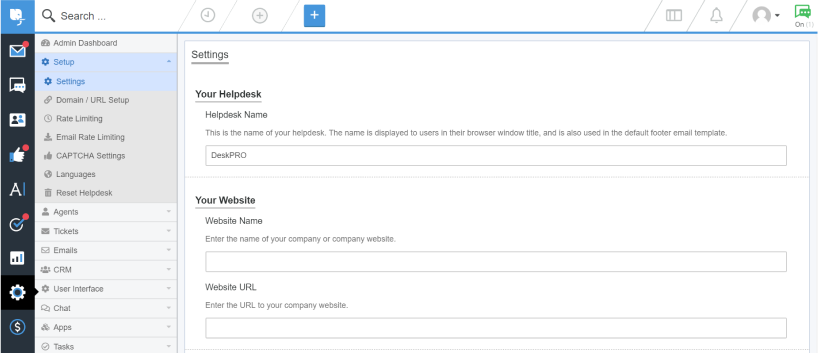 Search ...
On (1)
Admin Dashboard
Setup
Settings
Domain / URL Setup
Rate Limiting
Email Rate Limiting
CAPTCHA Settings
Languages
Reset Helpdesk
Agents
Tickets
Emails
CRM
User Interface
Chat
Apps
Tasks
Settings
Your Helpdesk
Helpdesk Name
This is the name of your helpdesk. The name is displayed to users in their browser window title, and is also used in the default footer email template.
DeskPRO
Your Website
Website Name
Enter the name of your company or company website.
Website URL
Enter the URL to your company website.